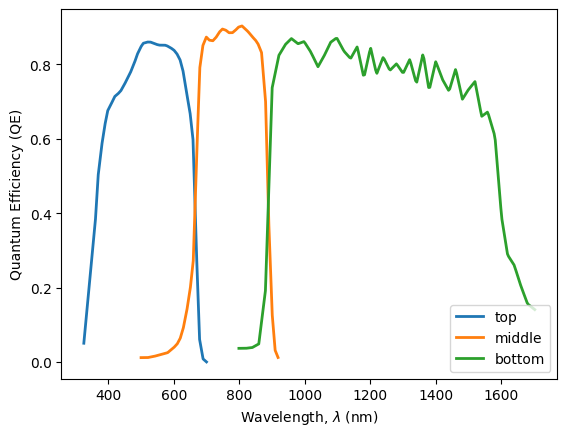 Quantum Efficiency (QE)
0.8
0.6
0.4
0.2
0.0
400 600 800 1000 1200 1400 1600
Wavelength, λ (nm)
top
middle
bottom